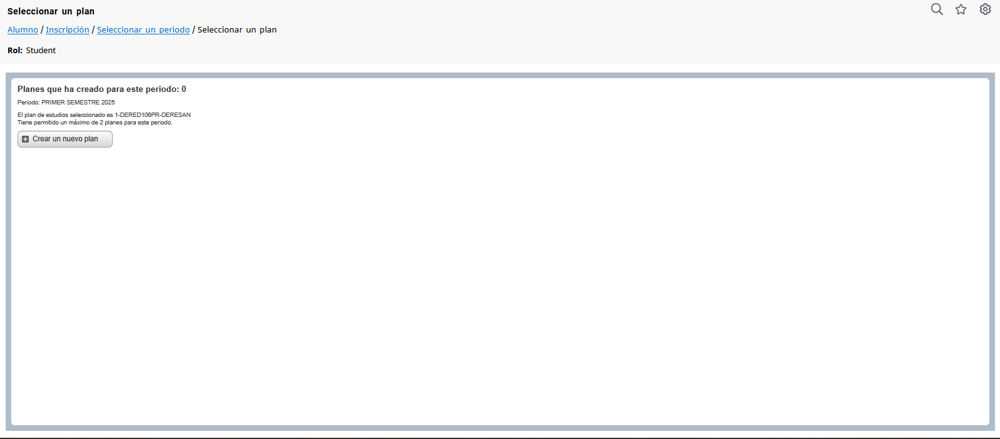 Seleccionar un plan
Alumno / Inscripción / Seleccionar un periodo / Seleccionar un plan
Rol: Student
Planes que ha creado para este periodo: 0
Periodo: PRIMER SEMESTRE 2025
El plan de estudios seleccionado es 1-DERED106PR-DERESAN
Tiene permitido un máximo de 2 planes para este periodo.
Crear un nuevo plan